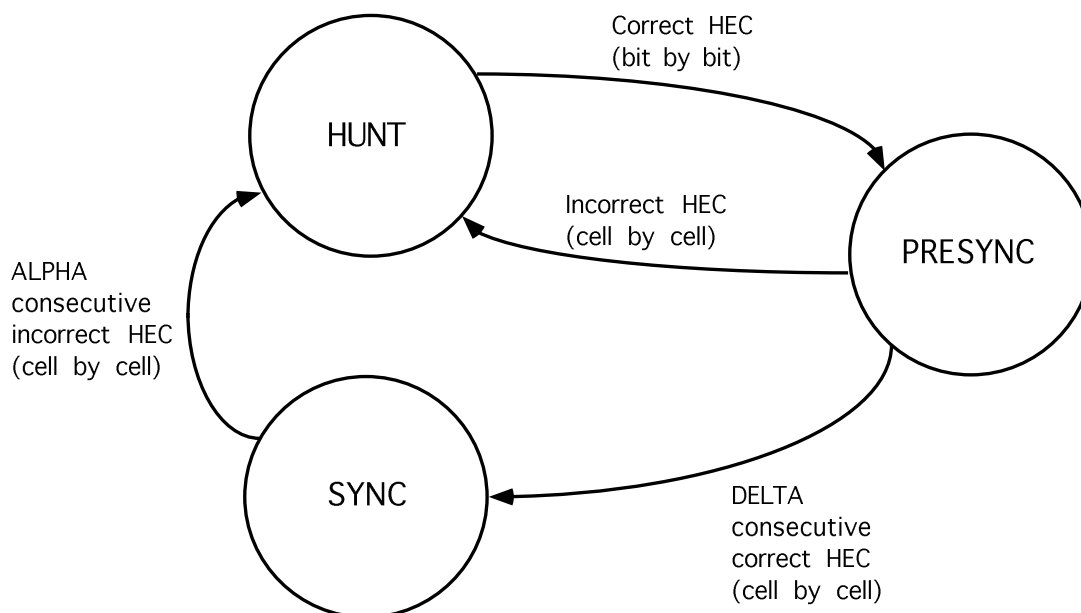 Correct HEC
(bit by bit)
HUNT
Incorrect HEC
(cell by cell)
PRESYNC
ALPHA
consecutive
incorrect HEC
(cell by cell)
SYNC
DELTA
consecutive
correct HEC
(cell by cell)